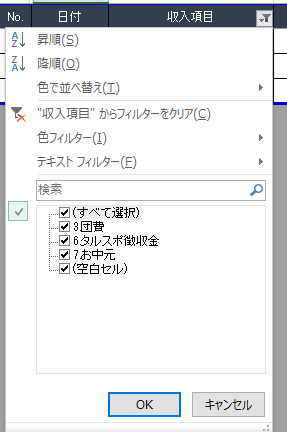 No. 日付 収入項目
昇順(S)
降順(O)
色で並べ替え(T)
"収入項目" からフィルターをクリア(C)
色フィルター(I)
テキスト フィルター(F)
検索
(すべて選択)
3団費
6タルスポ徴収金
7お中元
(空白セル)
OK キャンセル